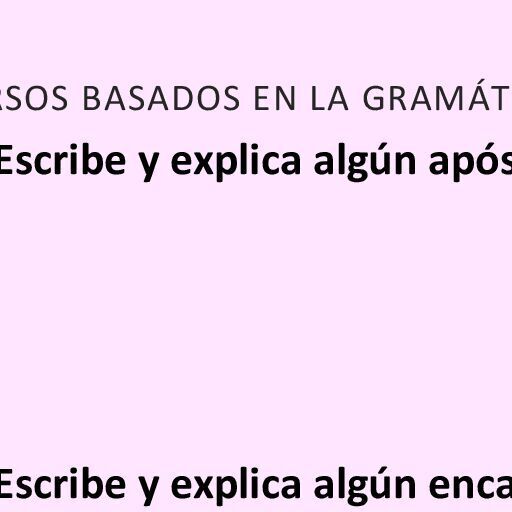 RSOS BASADOS EN LA GRAMÁT
Escribe y explica algún após
Escribe y explica algún enca